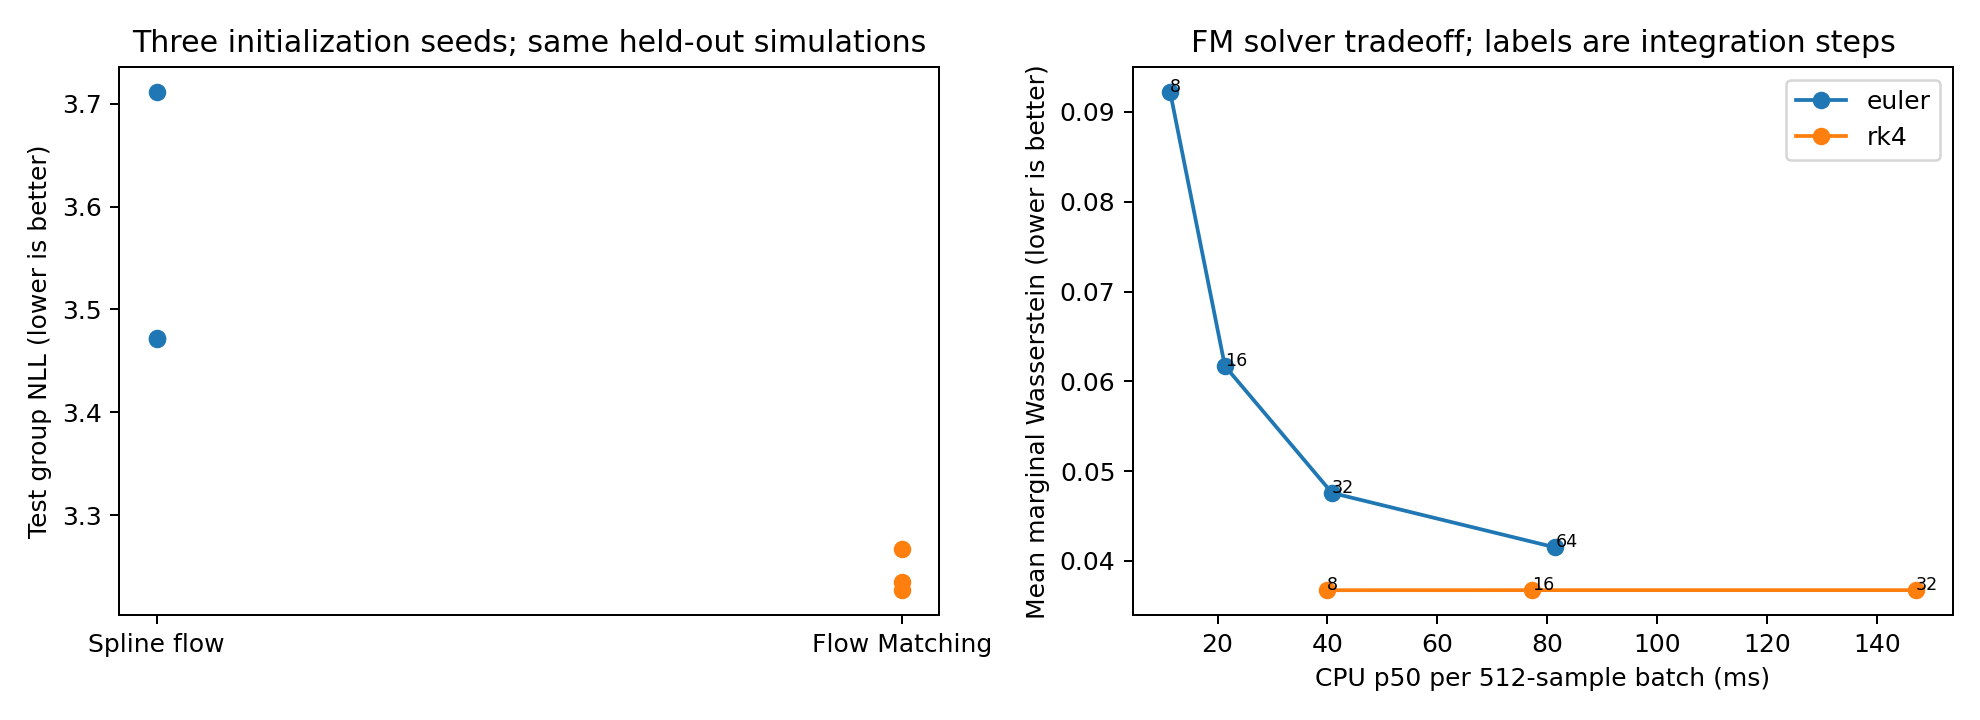 Three initialization seeds; same held-out simulations
Test group NLL (lower is better)
3.7
3.6
3.5
3.4
3.3
Spline flow
Flow Matching
FM solver tradeoff; labels are integration steps
Mean marginal Wasserstein (lower is better)
0.09
0.08
0.07
0.06
0.05
0.04
euler
rk4
8
16
32
64
8
16
32
20
40
60
80
100
120
140
CPU p50 per 512-sample batch (ms)